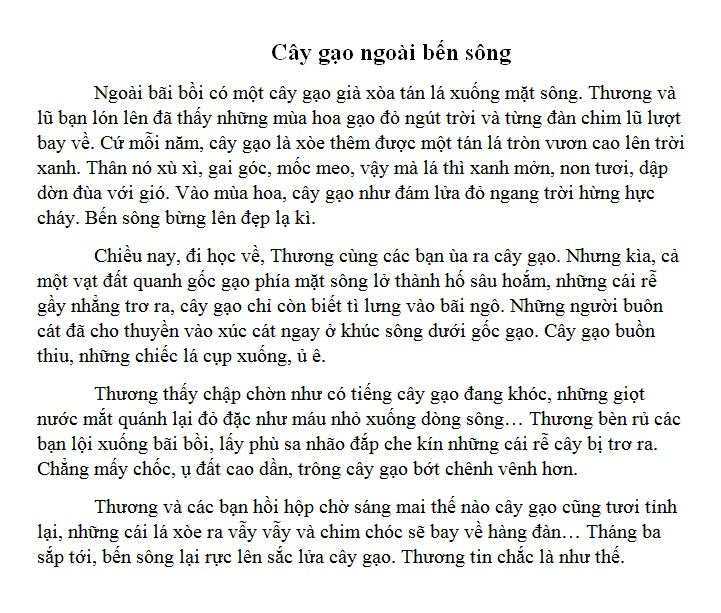 Cây gạo ngoài bến sông
Ngoài bãi bồi có một cây gạo già xòa tán lá xuống mặt sông. Thương và
lũ bạn lón lên đã thấy những mùa hoa gạo đỏ ngút trời và từng đàn chim lũ lượt
bay về. Cứ mỗi năm, cây gạo là xòe thêm được một tán lá tròn vươn cao lên trời
xanh. Thân nó xù xì, gai góc, mốc meo, vậy mà lá thì xanh mởn, non tươi, dập
dờn đùa với gió. Vào mùa hoa, cây gạo như đám lửa đỏ ngang trời hừng hực
cháy. Bến sông bừng lên đẹp lạ kì.
Chiều nay, đi học về, Thương cùng các bạn ùa ra cây gạo. Nhưng kìa, cả
một vạt đất quanh gốc gạo phía mặt sông lở thành hố sâu hoắm, những cái rễ
gầy nhẳng trơ ra, cây gạo chỉ còn biết tì lưng vào bãi ngô. Những người buôn
cát đã cho thuyền vào xúc cát ngay ở khúc sông dưới gốc gạo. Cây gạo buồn
thiu, những chiếc lá cụp xuống, ủ ê.
Thương thấy chập chờn như có tiếng cây gạo đang khóc, những giọt
nước mắt quánh lại đỏ đặc như máu nhỏ xuống dòng sông… Thương bèn rủ các
bạn lội xuống bãi bồi, lấy phù sa nhão đắp che kín những cái rễ cây bị trơ ra.
Chẳng mấy chốc, ụ đất cao dần, trông cây gạo bớt chênh vênh hơn.
Thương và các bạn hồi hộp chờ sáng mai thế nào cây gạo cũng tươi tỉnh
lại, những cái lá xòe ra vẫy vẫy và chim chóc sẽ bay về hàng đàn… Tháng ba
sắp tới, bến sông lại rực lên sắc lửa cây gạo. Thương tin chắc là như thế.